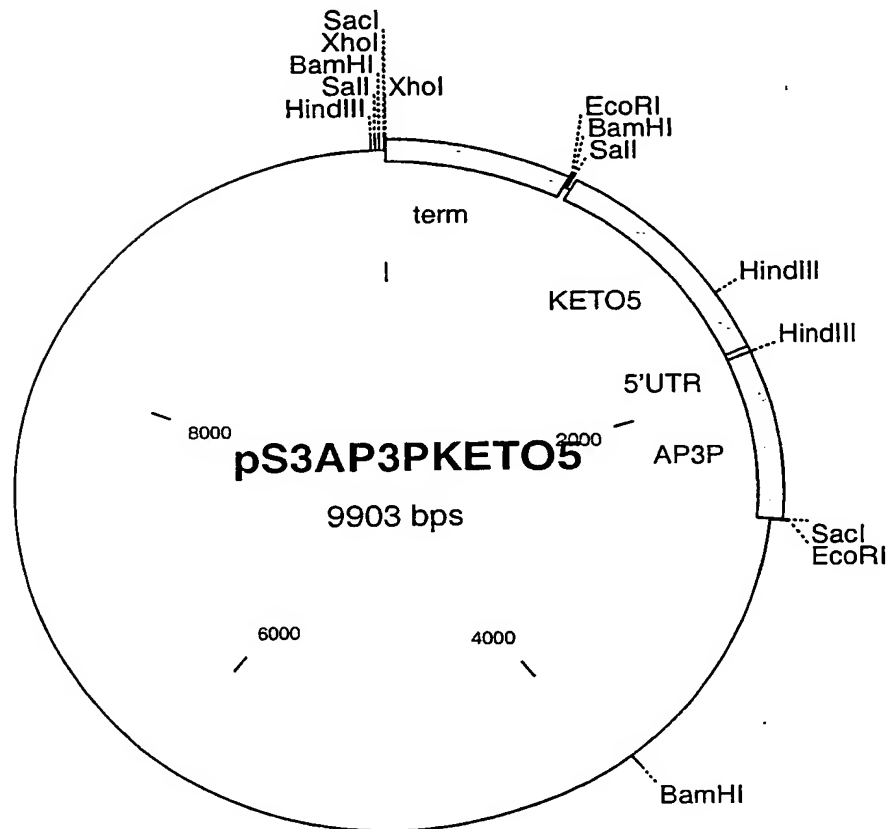 SacI
XhoI
BamHI
SalI XhoI
HindIII
EcoRI
BamHI
SalI
term
HindIII
KETO5
HindIII
5'UTR
8000
2000
AP3P
pS3AP3PKETO5
9903 bps
SacI
EcoRI
6000
4000
BamHI